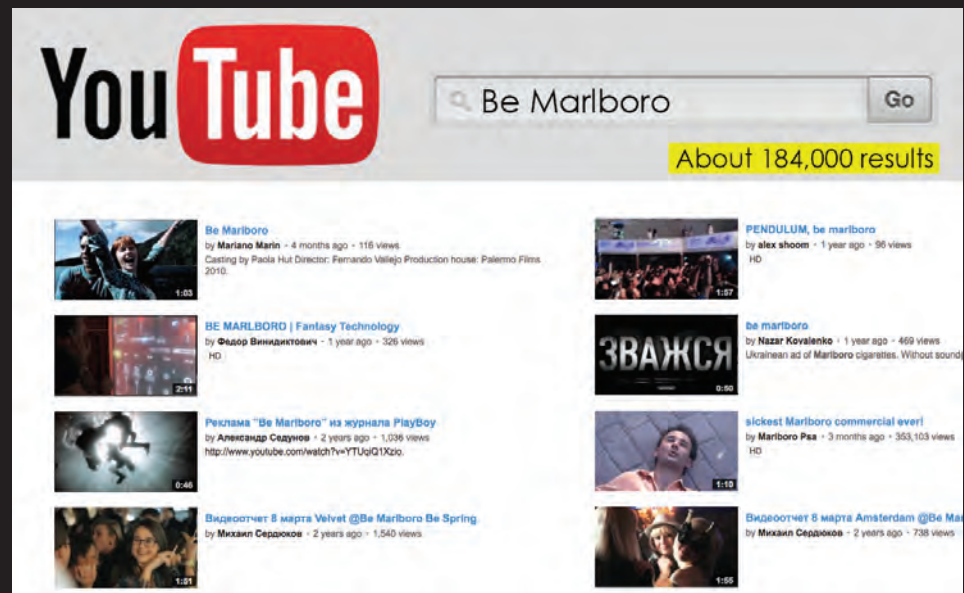 YouTube
Be Marlboro
Go
About 184,000 results
Be Marlboro
by Mariano Marin • 4 months ago • 116 views
Casting by Paola Hut Director: Fernando Vallejo Production house: Palermo Films
2010.
1:03
BE MARLBORO | Fantasy Technology
by Федор Винидиктович • 1 year ago • 326 views
HD
2:11
Реклама "Be Marlboro" из журнала PlayBoy
by Александр Седунов • 2 years ago • 1,036 views
http://www.youtube.com/watch?v=YTUqiQ1Xzio.
0:46
Видеоотчет 8 марта Velvet @Be Marlboro Be Spring
by Михаил Сердюков • 2 years ago • 1,540 views
1:51
PENDULUM, be marlboro
by alex shoom • 1 year ago • 96 views
HD
1:57
be marlboro
by Nazar Kovalenko • 1 year ago • 469 views
Ukrainean ad of Marlboro cigarettes. Without sound
ЗВАЖСЯ
0:50
sickest Marlboro commercial ever!
by Marlboro Psa • 3 months ago • 353,103 views
HD
1:10
Видеоотчет 8 марта Amsterdam @Be Mar
by Михаил Сердюков • 2 years ago • 738 views
1:55